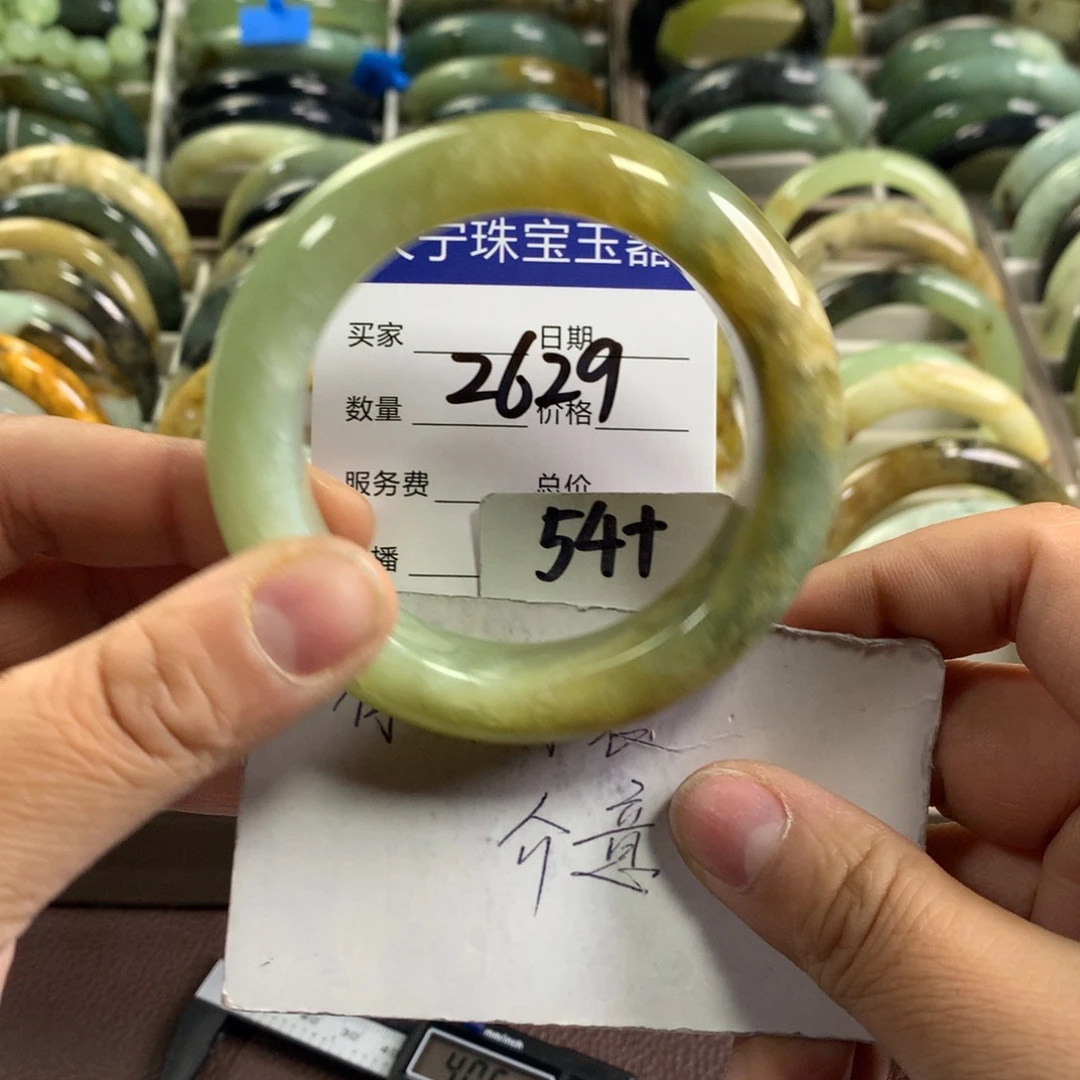 宁珠宝玉器
买家 日期
2629
数量 价格
服务费 总价
54+
播
介意